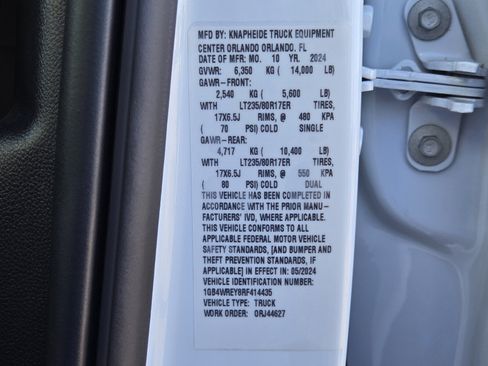 MFD BY: KNAPHEIDE TRUCK EQUIPMENT
CENTER ORLANDO ORLANDO, FL
DATE OF MFR: MO. 10 YR. 2024
GVWR: 6,350 KG ( 14,000 LB)
GAWR-FRONT:
2,540 KG ( 5,600 LB)
WITH LT235/80R17ER TIRES,
17X6.5J RIMS, @ 480 KPA
( 70 PSI) COLD SINGLE
GAWR-REAR:
4,717 KG ( 10,400 LB)
WITH LT235/80R17ER TIRES,
17X6.5J RIMS, @ 550 KPA
( 80 PSI) COLD DUAL
THIS VEHICLE HAS BEEN COMPLETED IN
ACCORDANCE WITH THE PRIOR MANU-
FACTURERS' IVD, WHERE APPLICABLE.
THIS VEHICLE CONFORMS TO ALL
APPLICABLE FEDERAL MOTOR VEHICLE
SAFETY STANDARDS, [AND BUMPER AND
THEFT PREVENTION STANDARDS, IF
APPLICABLE] IN EFFECT IN: 05/2024
VEHICLE IDENTIFICATION NUMBER:
1GB4WREY8RF414435
VEHICLE TYPE: TRUCK
WORK ORDER: ORJ44627